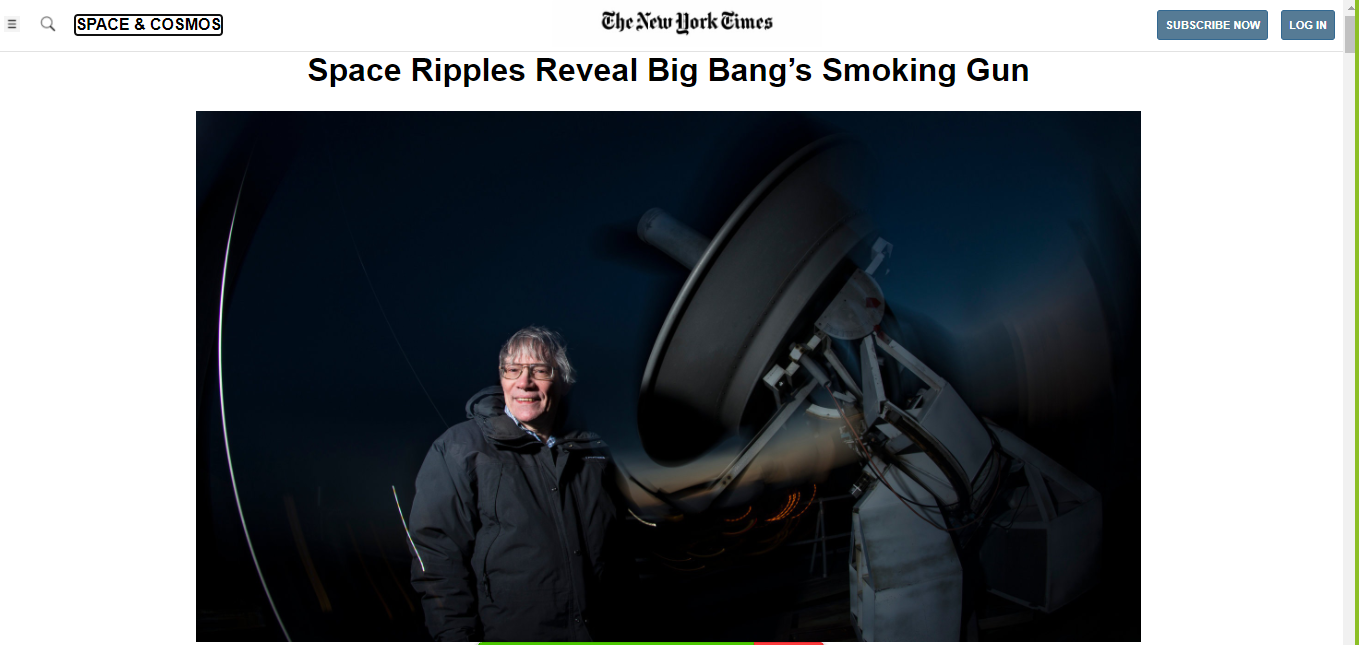 SPACE & COSMOS
The New York Times
SUBSCRIBE NOW
LOG IN
Space Ripples Reveal Big Bang’s Smoking Gun